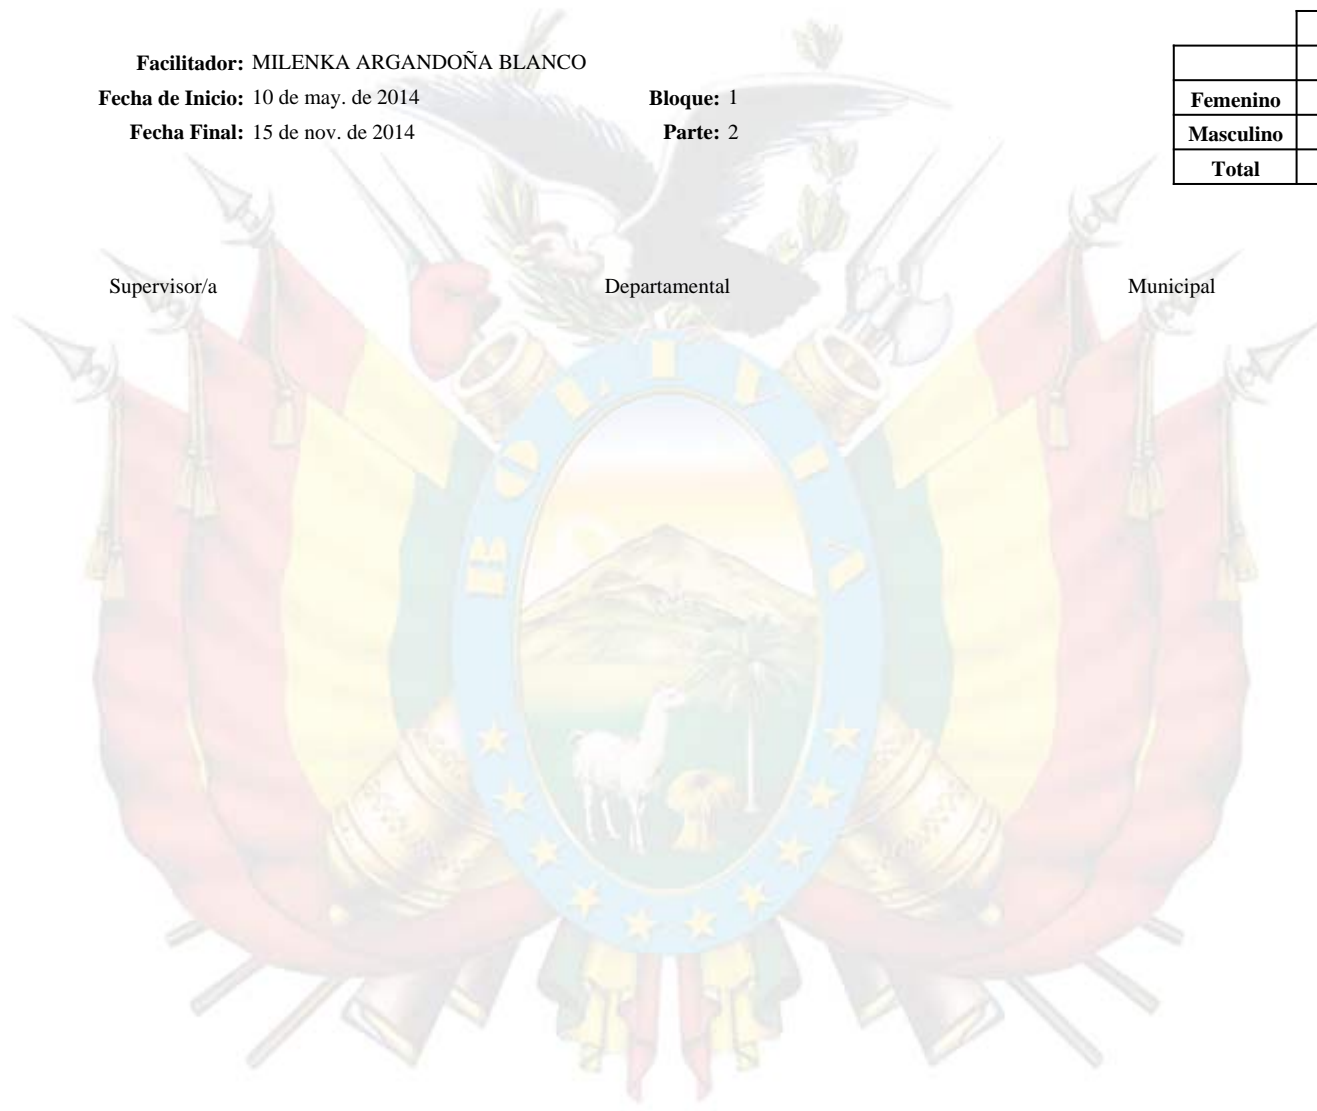 Facilitador: MILENKA ARGANDOÑA BLANCO
Fecha de Inicio: 10 de may. de 2014 Bloque: 1
Femenino
Fecha Final: 15 de nov. de 2014 Parte: 2
Masculino
Total
Supervisor/a Departamental Municipal
BOLIVIA